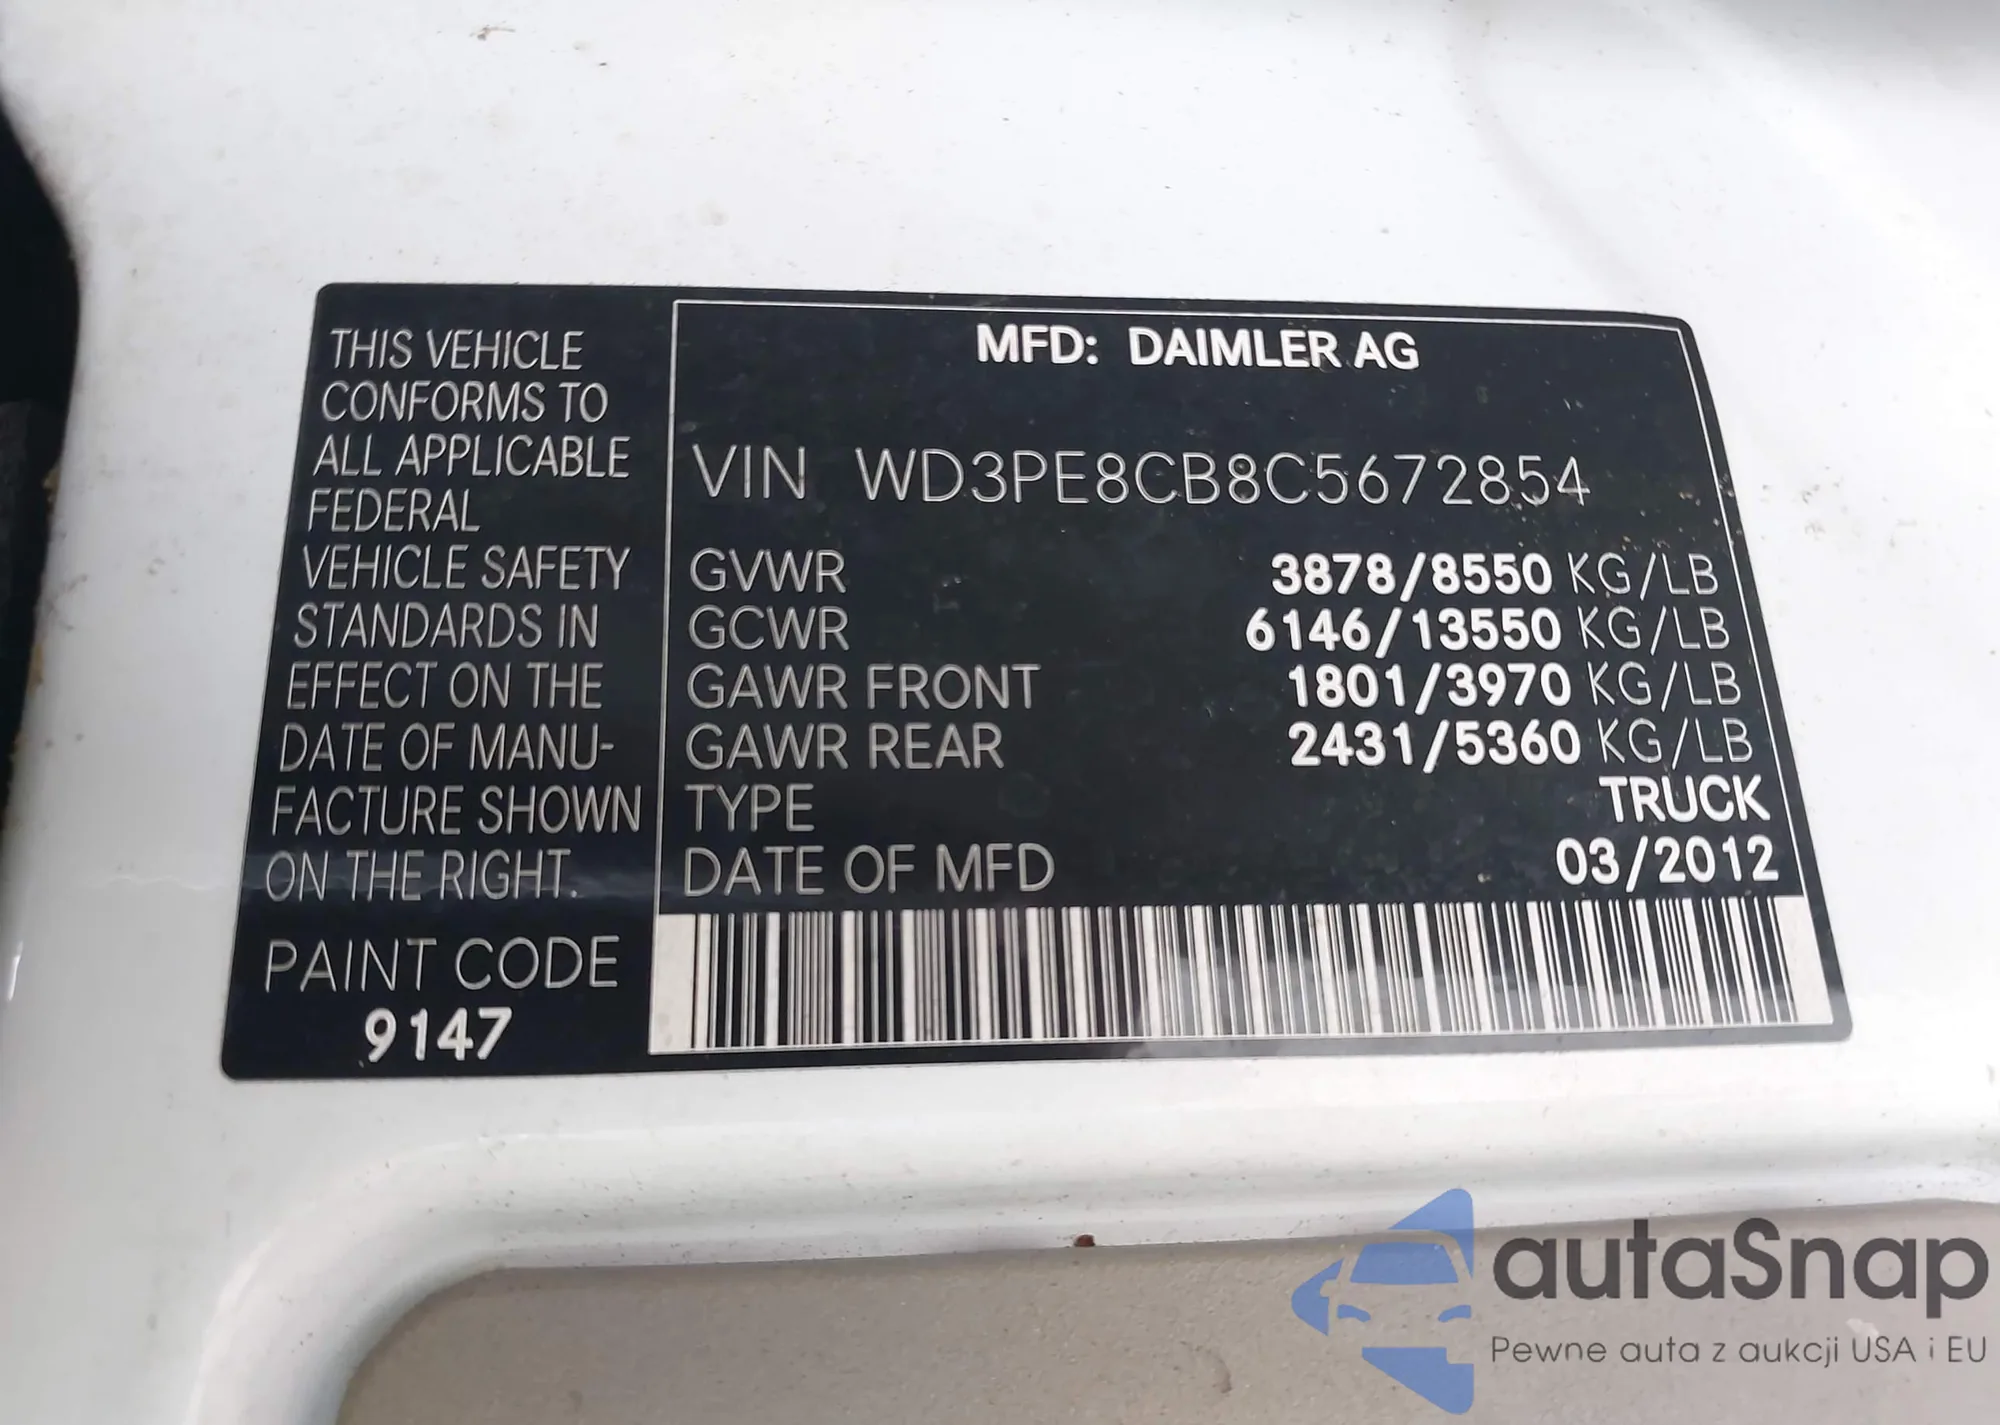 THIS VEHICLE
CONFORMS TO
ALL APPLICABLE
FEDERAL
VEHICLE SAFETY
STANDARDS IN
EFFECT ON THE
DATE OF MANU-
FACTURE SHOWN
ON THE RIGHT.
PAINT CODE
9147
MFD: DAIMLER AG
VIN WD3PE8CB8C5672854
GVWR 3878/8550 KG/LB
GCWR 6146/13550 KG/LB
GAWR FRONT 1801/3970 KG/LB
GAWR REAR 2431/5360 KG/LB
TYPE TRUCK
DATE OF MFD 03/2012
autaSnap
Pewne auta z aukcji USA i EU